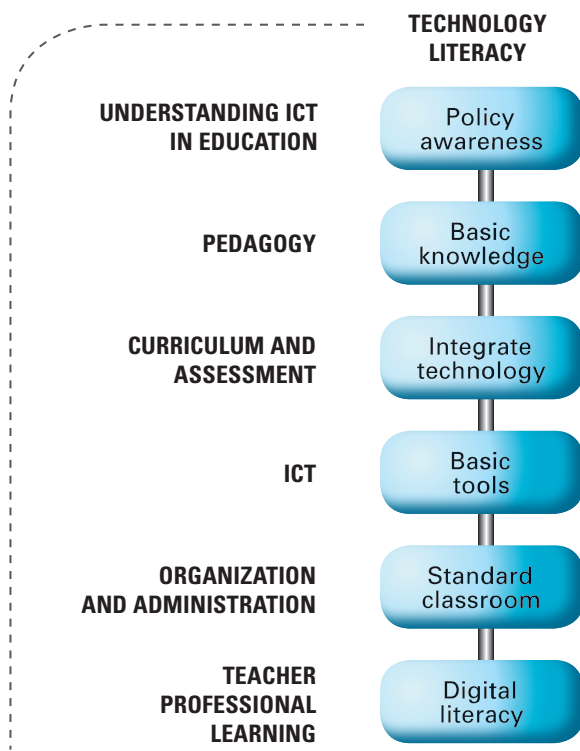 TECHNOLOGY
LITERACY
UNDERSTANDING ICT
IN EDUCATION
Policy
awareness
PEDAGOGY
Basic
knowledge
CURRICULUM AND
ASSESSMENT
Integrate
technology
ICT
Basic
tools
ORGANIZATION
AND ADMINISTRATION
Standard
classroom
TEACHER
PROFESSIONAL
LEARNING
Digital
literacy